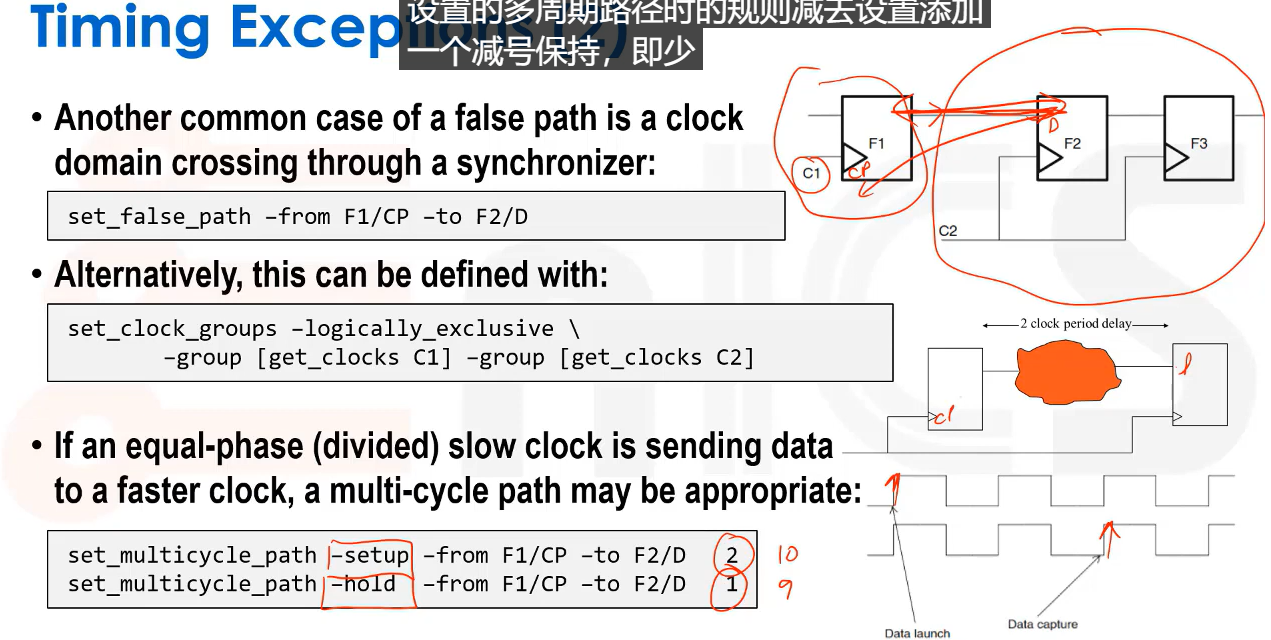 设置的多周期路径时的规则减去设置添加
一个减号保持，即少
Timing Excep
(2)
• Another common case of a false path is a clock
domain crossing through a synchronizer:
set_false_path –from F1/CP –to F2/D
• Alternatively, this can be defined with:
set_clock_groups –logically_exclusive \
–group [get_clocks C1] –group [get_clocks C2]
• If an equal-phase (divided) slow clock is sending data
to a faster clock, a multi-cycle path may be appropriate:
set_multicycle_path –setup –from F1/CP –to F2/D 2 10
set_multicycle_path –hold –from F1/CP –to F2/D 1 9
F1
F2
F3
D
C1
CP
C2
2 clock period delay
Data launch
Data capture